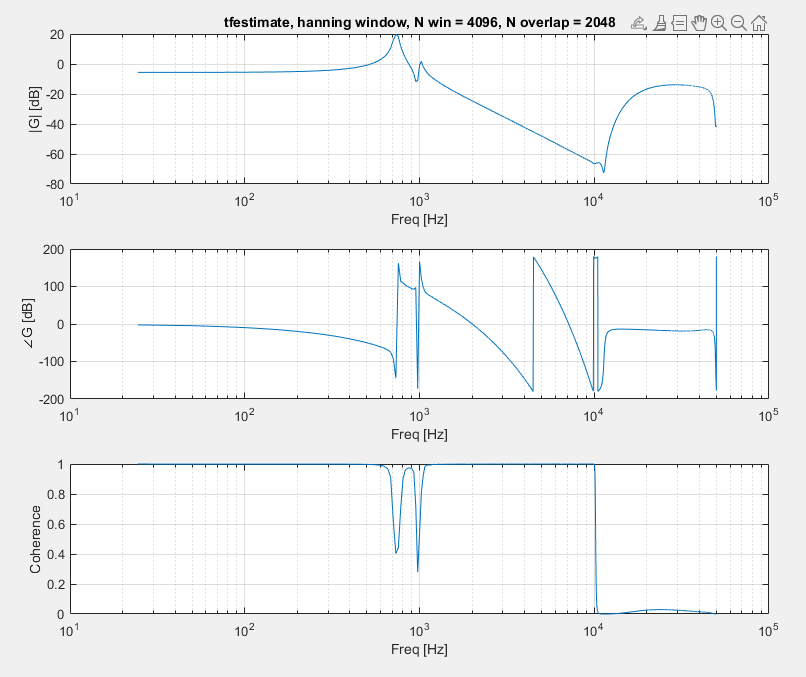 tfestimate, hanning window, N win = 4096, N overlap = 2048
20
0
-20
-40
-60
-80
|G| [dB]
10^1 10^2 10^3 10^4 10^5
Freq [Hz]
200
100
0
-100
-200
∠G [dB]
10^1 10^2 10^3 10^4 10^5
Freq [Hz]
1
0.8
0.6
0.4
0.2
0
Coherence
10^1 10^2 10^3 10^4 10^5
Freq [Hz]